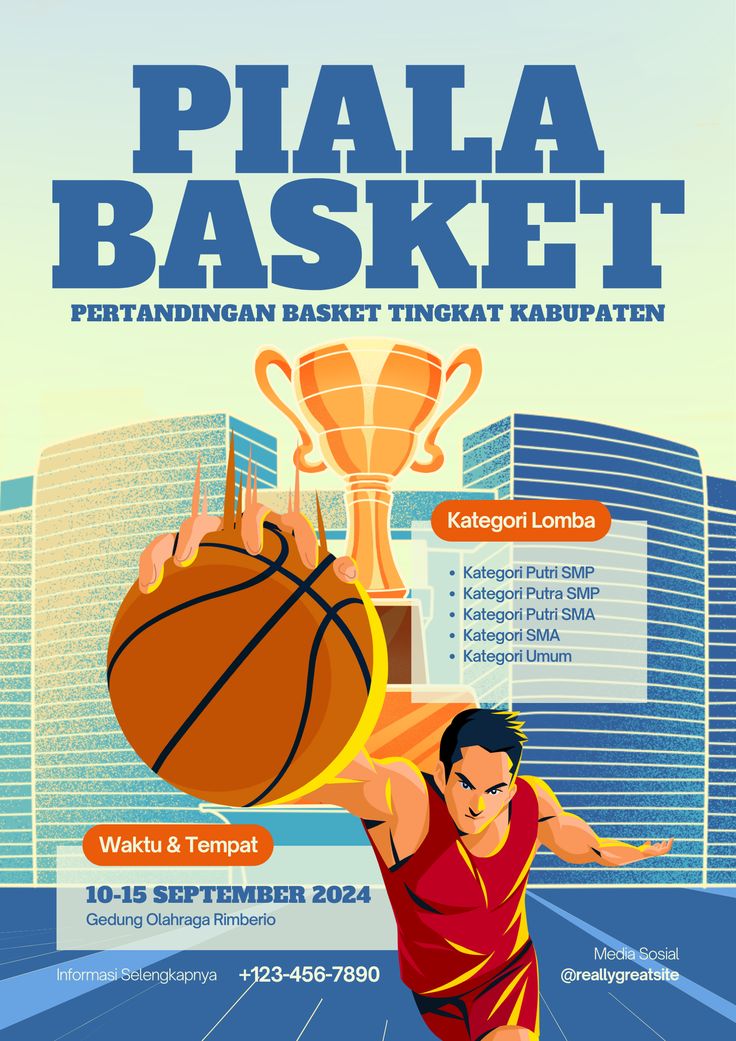 PIALA
BASKET
PERTANDINGAN BASKET TINGKAT KABUPATEN
Kategori Lomba
• Kategori Putri SMP
• Kategori Putra SMP
• Kategori Putri SMA
• Kategori SMA
• Kategori Umum
Waktu & Tempat
10-15 SEPTEMBER 2024
Gedung Olahraga Rimberio
Informasi Selengkapnya +123-456-7890
Media Sosial
@reallygreatsite